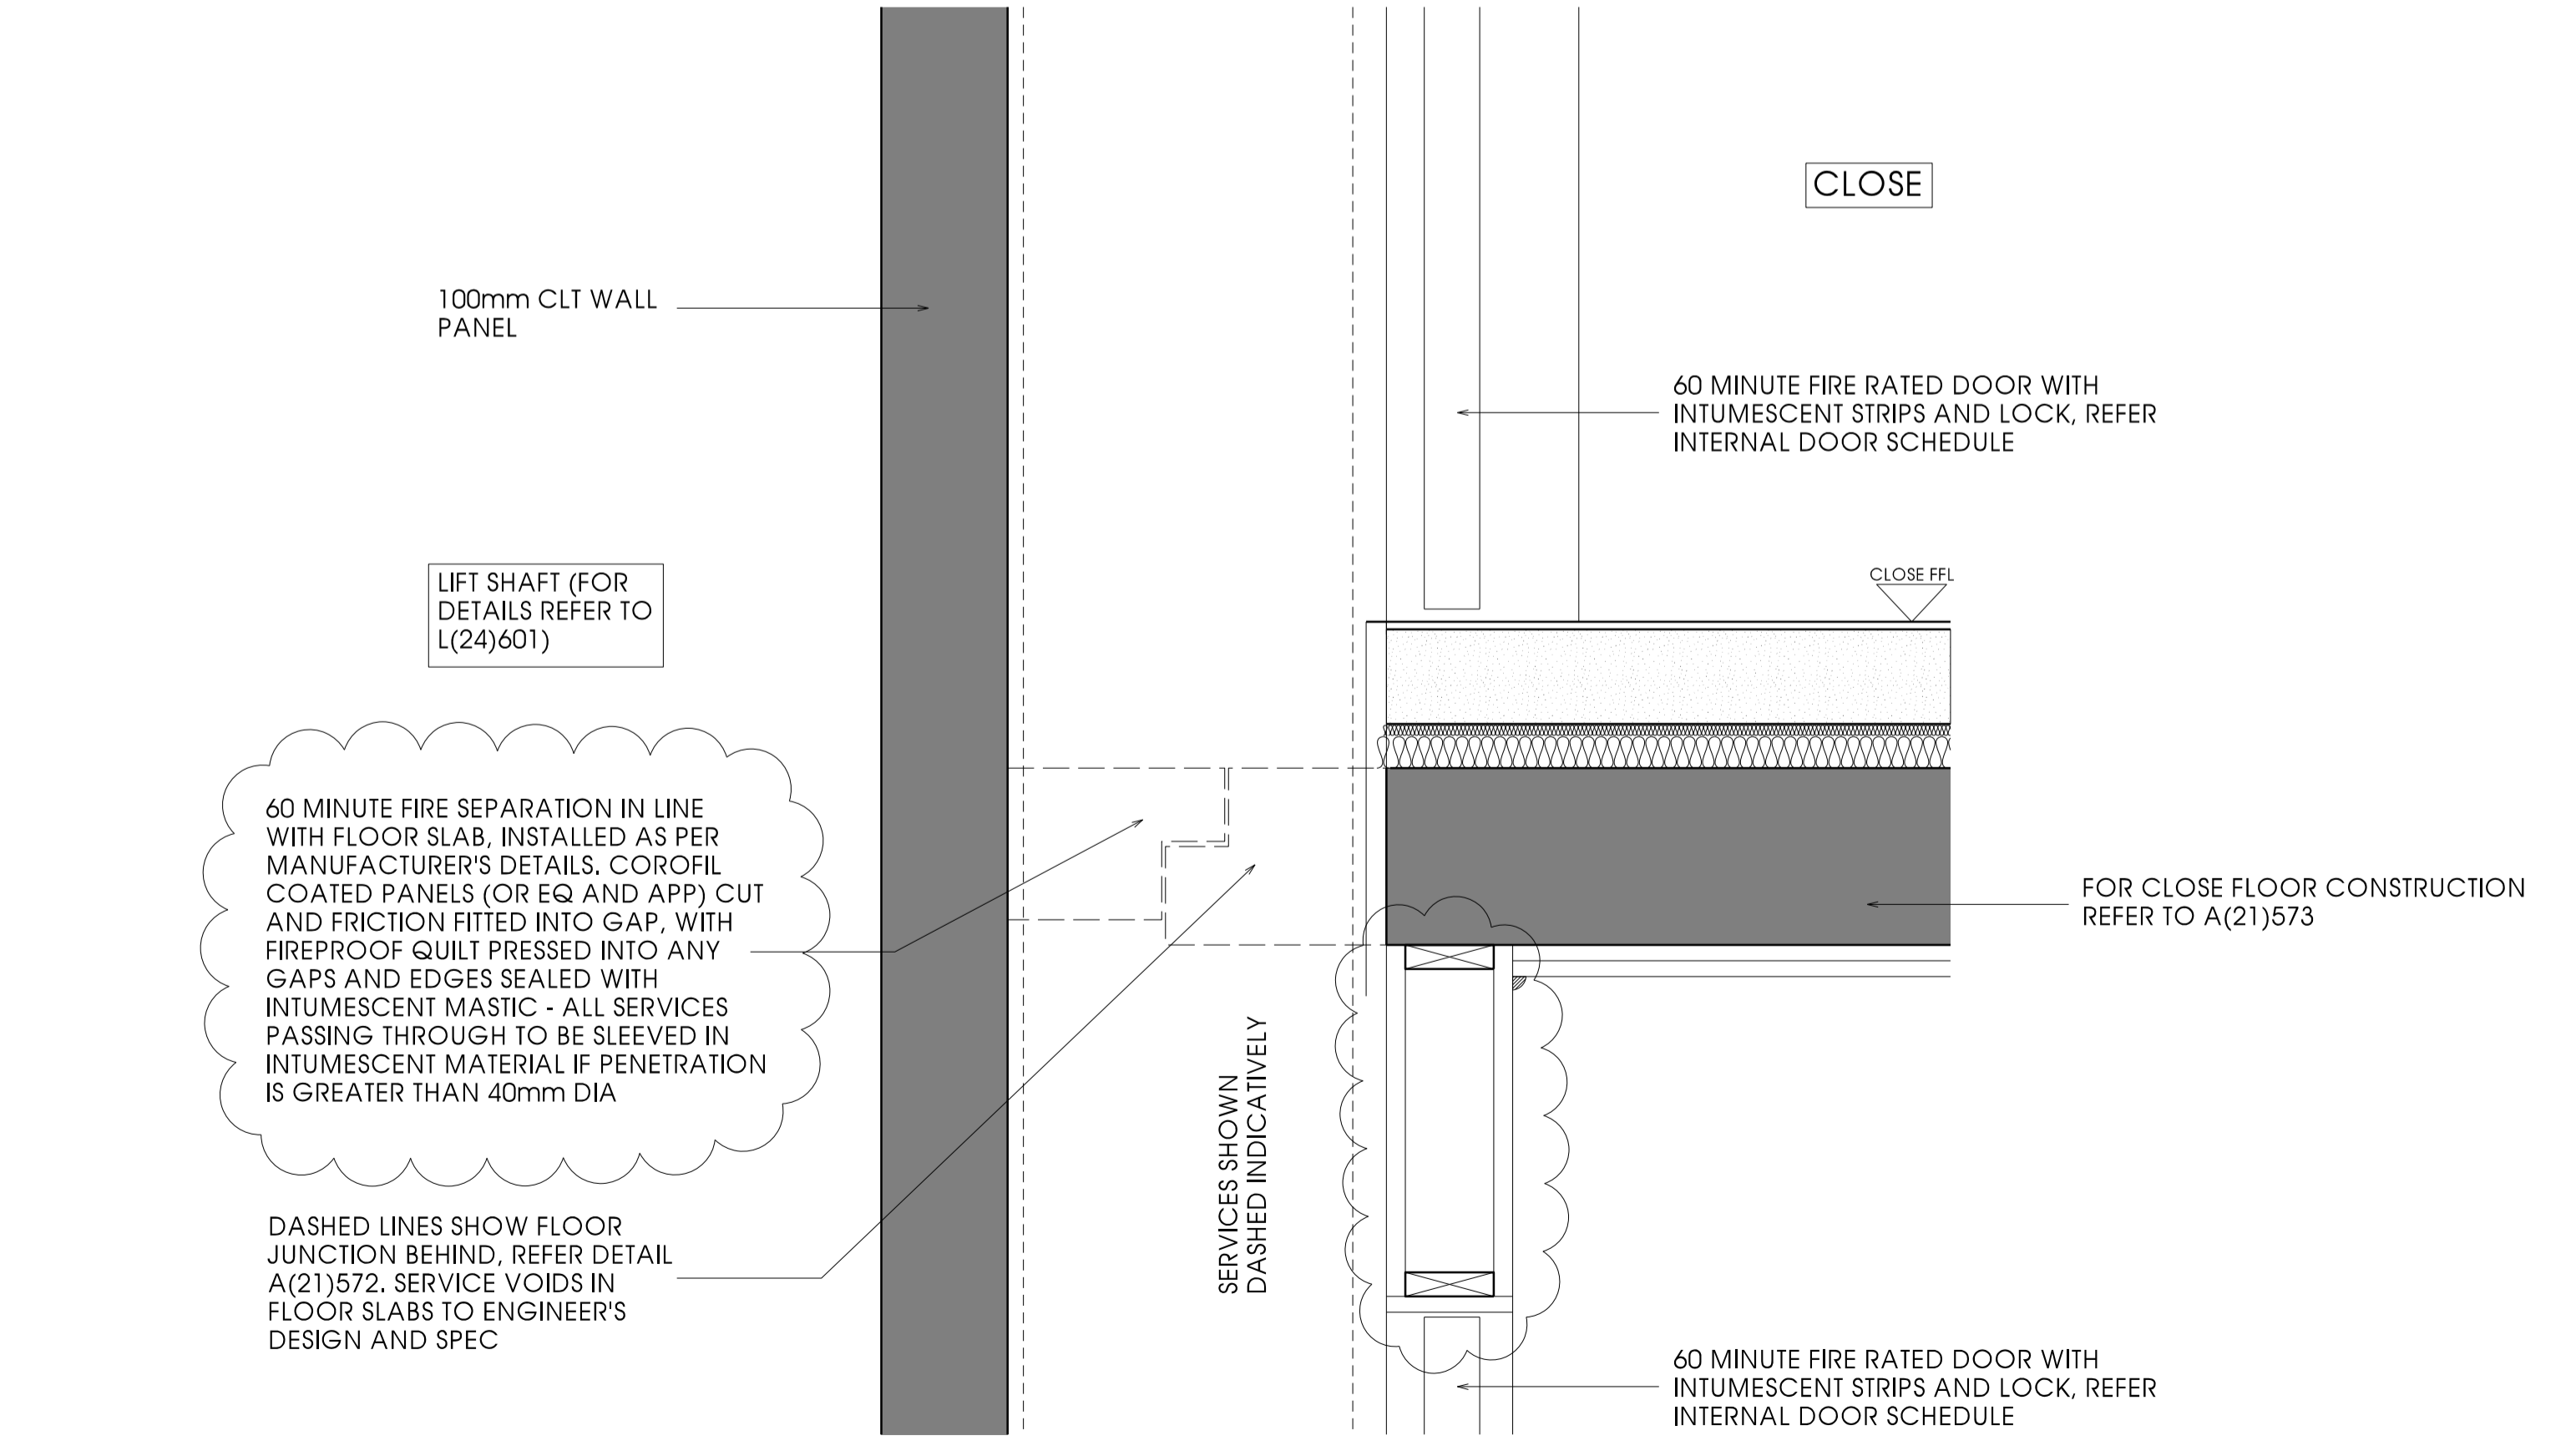 CLOSE
100mm CLT WALL
PANEL
60 MINUTE FIRE RATED DOOR WITH
INTUMESCENT STRIPS AND LOCK, REFER
INTERNAL DOOR SCHEDULE
LIFT SHAFT (FOR
DETAILS REFER TO
L(24)601)
CLOSE FFL
60 MINUTE FIRE SEPARATION IN LINE
WITH FLOOR SLAB, INSTALLED AS PER
MANUFACTURER'S DETAILS. COROFIL
COATED PANELS (OR EQ AND APP) CUT
AND FRICTION FITTED INTO GAP, WITH
FIREPROOF QUILT PRESSED INTO ANY
GAPS AND EDGES SEALED WITH
INTUMESCENT MASTIC - ALL SERVICES
PASSING THROUGH TO BE SLEEVED IN
INTUMESCENT MATERIAL IF PENETRATION
IS GREATER THAN 40mm DIA
FOR CLOSE FLOOR CONSTRUCTION
REFER TO A(21)573
SERVICES SHOWN
DASHED INDICATIVELY
DASHED LINES SHOW FLOOR
JUNCTION BEHIND, REFER DETAIL
A(21)572. SERVICE VOIDS IN
FLOOR SLABS TO ENGINEER'S
DESIGN AND SPEC
60 MINUTE FIRE RATED DOOR WITH
INTUMESCENT STRIPS AND LOCK, REFER
INTERNAL DOOR SCHEDULE